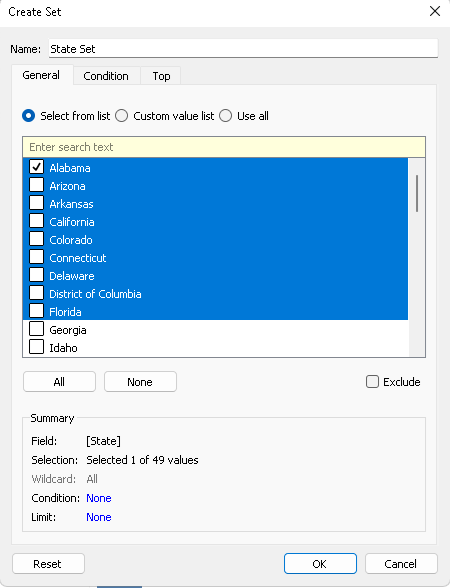 Create Set
Name: State Set
General Condition Top
Select from list Custom value list Use all
Enter search text
Alabama
Arizona
Arkansas
California
Colorado
Connecticut
Delaware
District of Columbia
Florida
Georgia
Idaho
All None Exclude
Summary
Field: [State]
Selection: Selected 1 of 49 values
Wildcard: All
Condition: None
Limit: None
Reset OK Cancel